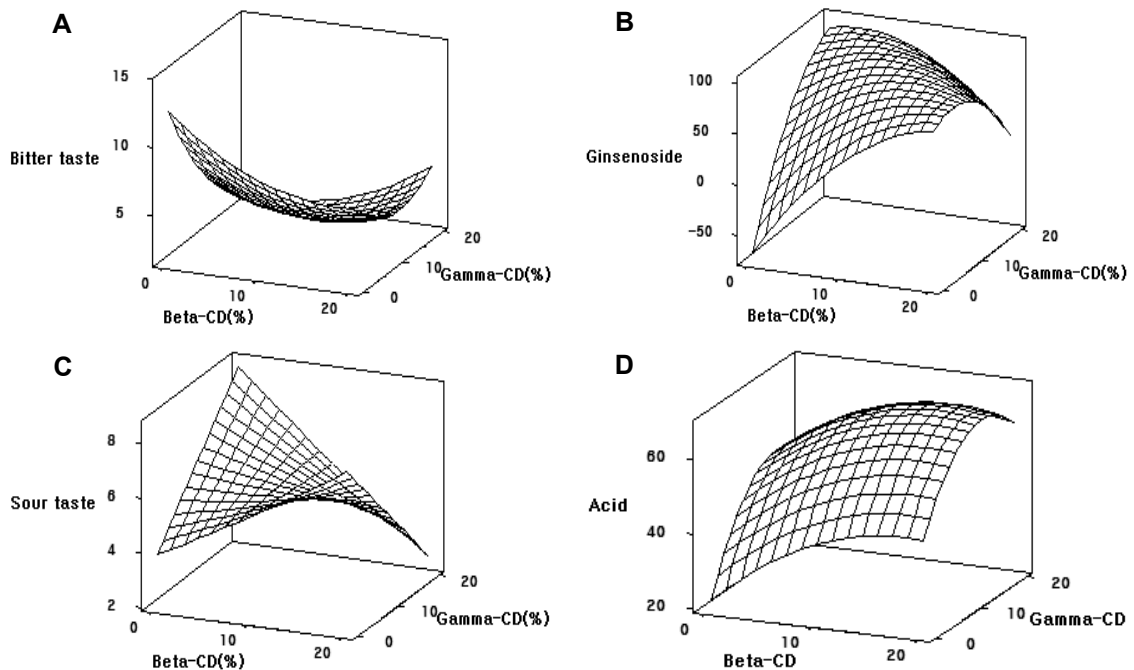 A
15
10
5
Bitter taste
0
10
20
Beta-CD(%)
0
10
20
Gamma-CD(%)
B
100
50
0
−50
Ginsenoside
0
10
20
Beta-CD(%)
0
10
20
Gamma-CD(%)
C
8
6
4
2
Sour taste
0
10
20
Beta-CD(%)
0
10
20
Gamma-CD(%)
D
60
40
20
Acid
0
10
20
Beta-CD
0
10
20
Gamma-CD